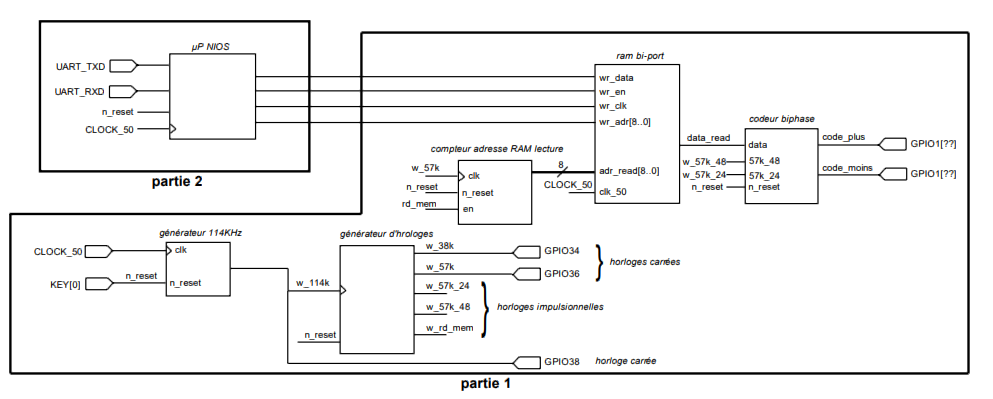 µP NIOS
UART_TXD
UART_RXD
n_reset
CLOCK_50
partie 2
ram bi-port
wr_data
wr_en
wr_clk
wr_adr[8..0]
adr_read[8..0]
clk_50
CLOCK_50
8
data_read
codeur biphase
data
57k_48
57k_24
n_reset
w_57k_48
w_57k_24
n_reset
code_plus
code_moins
GPIO1[??]
GPIO1[??]
compteur adresse RAM lecture
w_57k
n_reset
rd_mem
clk
n_reset
en
générateur 114KHz
CLOCK_50
KEY[0]
n_reset
clk
n_reset
générateur d'hrologes
w_114k
n_reset
w_38k
w_57k
w_57k_24
w_57k_48
w_rd_mem
GPIO34
GPIO36
horloges carrées
horloges impulsionnelles
GPIO38
horloge carrée
partie 1